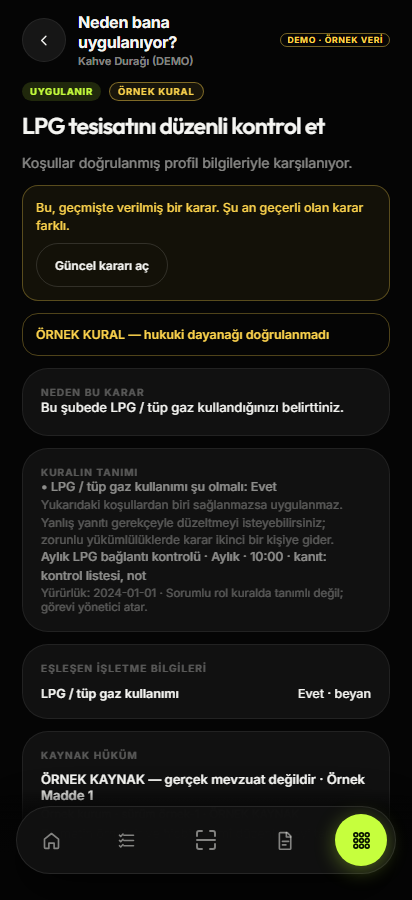 Neden bana
uygulanıyor?
Kahve Durağı (DEMO)
DEMO · ÖRNEK VERİ
UYGULANIR
ÖRNEK KURAL
LPG tesisatını düzenli kontrol et
Koşullar doğrulanmış profil bilgileriyle karşılanıyor.
Bu, geçmişte verilmiş bir karar. Şu an geçerli olan karar
farklı.
Güncel kararı aç
ÖRNEK KURAL — hukuki dayanağı doğrulanmadı
NEDEN BU KARAR
Bu şubede LPG / tüp gaz kullandığınızı belirttiniz.
KURALIN TANIMI
• LPG / tüp gaz kullanımı şu olmalı: Evet
Yukarıdaki koşullardan biri sağlanmazsa uygulanmaz.
Yanlış yanıtı gerekçeyle düzeltmeyi isteyebilirsiniz;
zorunlu yükümlülüklerde karar ikinci bir kişiye gider.
Aylık LPG bağlantı kontrolü · Aylık · 10:00 · kanıt:
kontrol listesi, not
Yürürlük: 2024-01-01 · Sorumlu rol kuralda tanımlı değil;
görevi yönetici atar.
EŞLEŞEN İŞLETME BİLGİLERİ
LPG / tüp gaz kullanımı
Evet · beyan
KAYNAK HÜKÜM
ÖRNEK KAYNAK — gerçek mevzuat değildir · Örnek
Madde 1